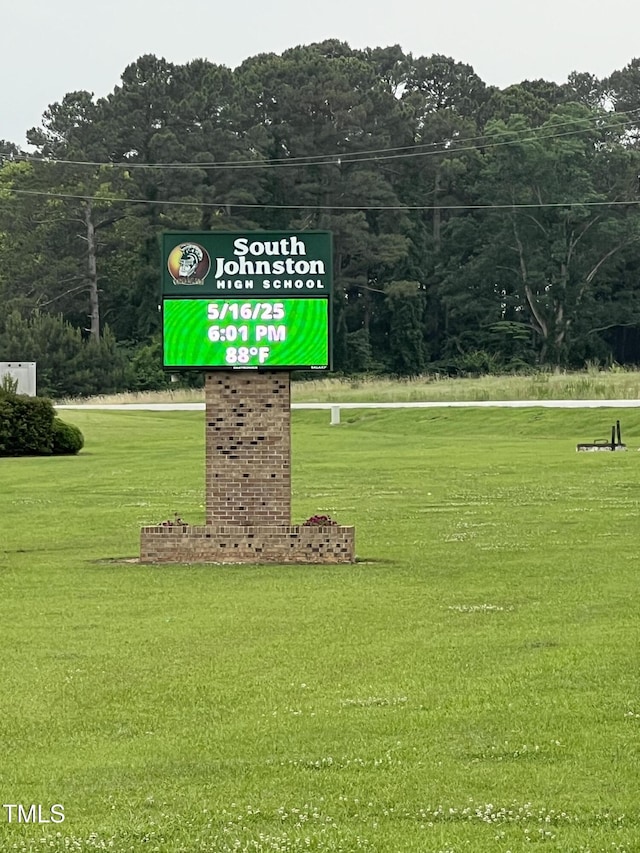 South
Johnston
HIGH SCHOOL
5/16/25
6:01 PM
88°F
TMLS